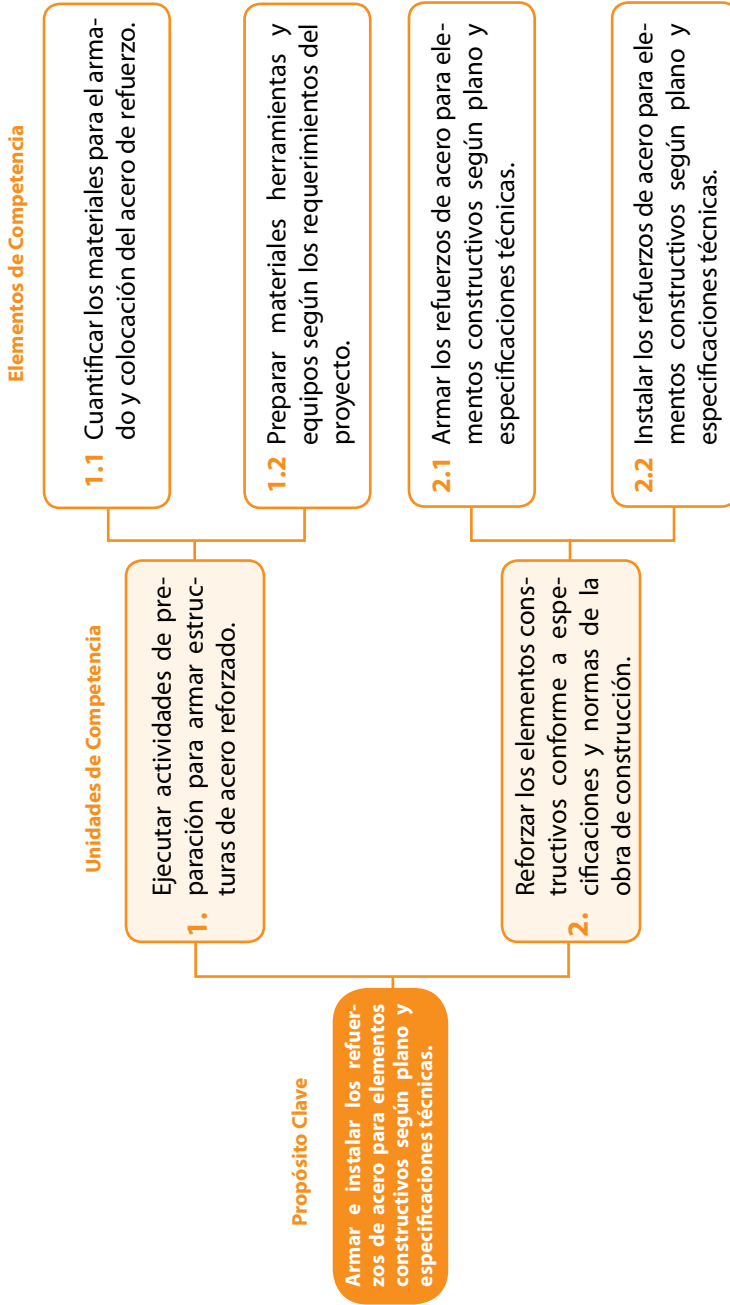 Propósito Clave
Armar e instalar los refuer-
zos de acero para elementos
constructivos según plano y
especificaciones técnicas.
Unidades de Competencia
1. Ejecutar actividades de pre-
paración para armar estruc-
turas de acero reforzado.
2. Reforzar los elementos cons-
tructivos conforme a espe-
cificaciones y normas de la
obra de construcción.
Elementos de Competencia
1.1 Cuantificar los materiales para el arma-
do y colocación del acero de refuerzo.
1.2 Preparar materiales herramientas y
equipos según los requerimientos del
proyecto.
2.1 Armar los refuerzos de acero para ele-
mentos constructivos según plano y
especificaciones técnicas.
2.2 Instalar los refuerzos de acero para ele-
mentos constructivos según plano y
especificaciones técnicas.